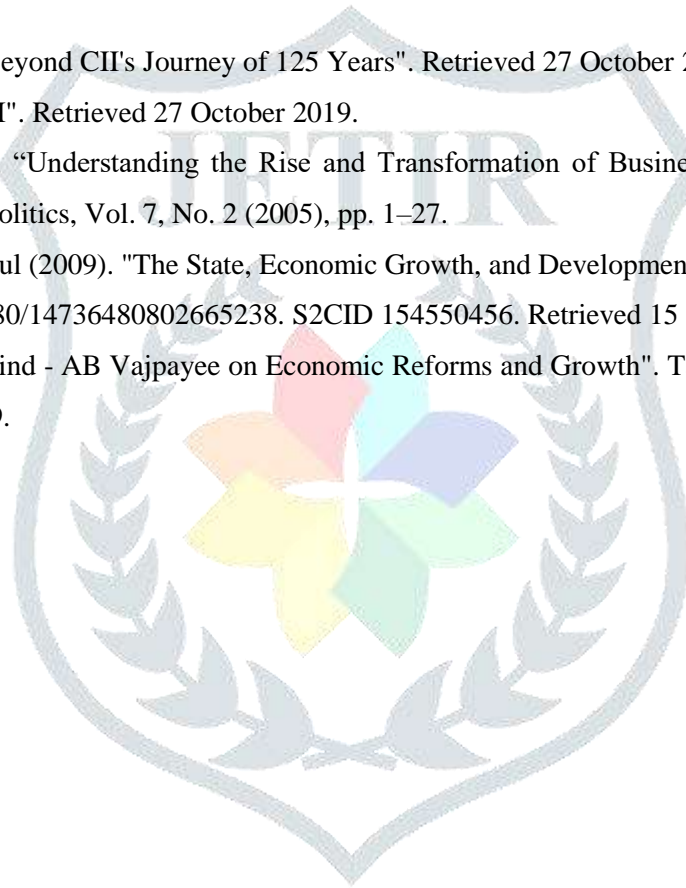 eyond CII's Journey of 125 Years". Retrieved 27 October 2
I". Retrieved 27 October 2019.
“Understanding the Rise and Transformation of Busine
olitics, Vol. 7, No. 2 (2005), pp. 1–27.
ul (2009). "The State, Economic Growth, and Developmen
80/14736480802665238. S2CID 154550456. Retrieved 15
ind - AB Vajpayee on Economic Reforms and Growth". T
9.
JETIR